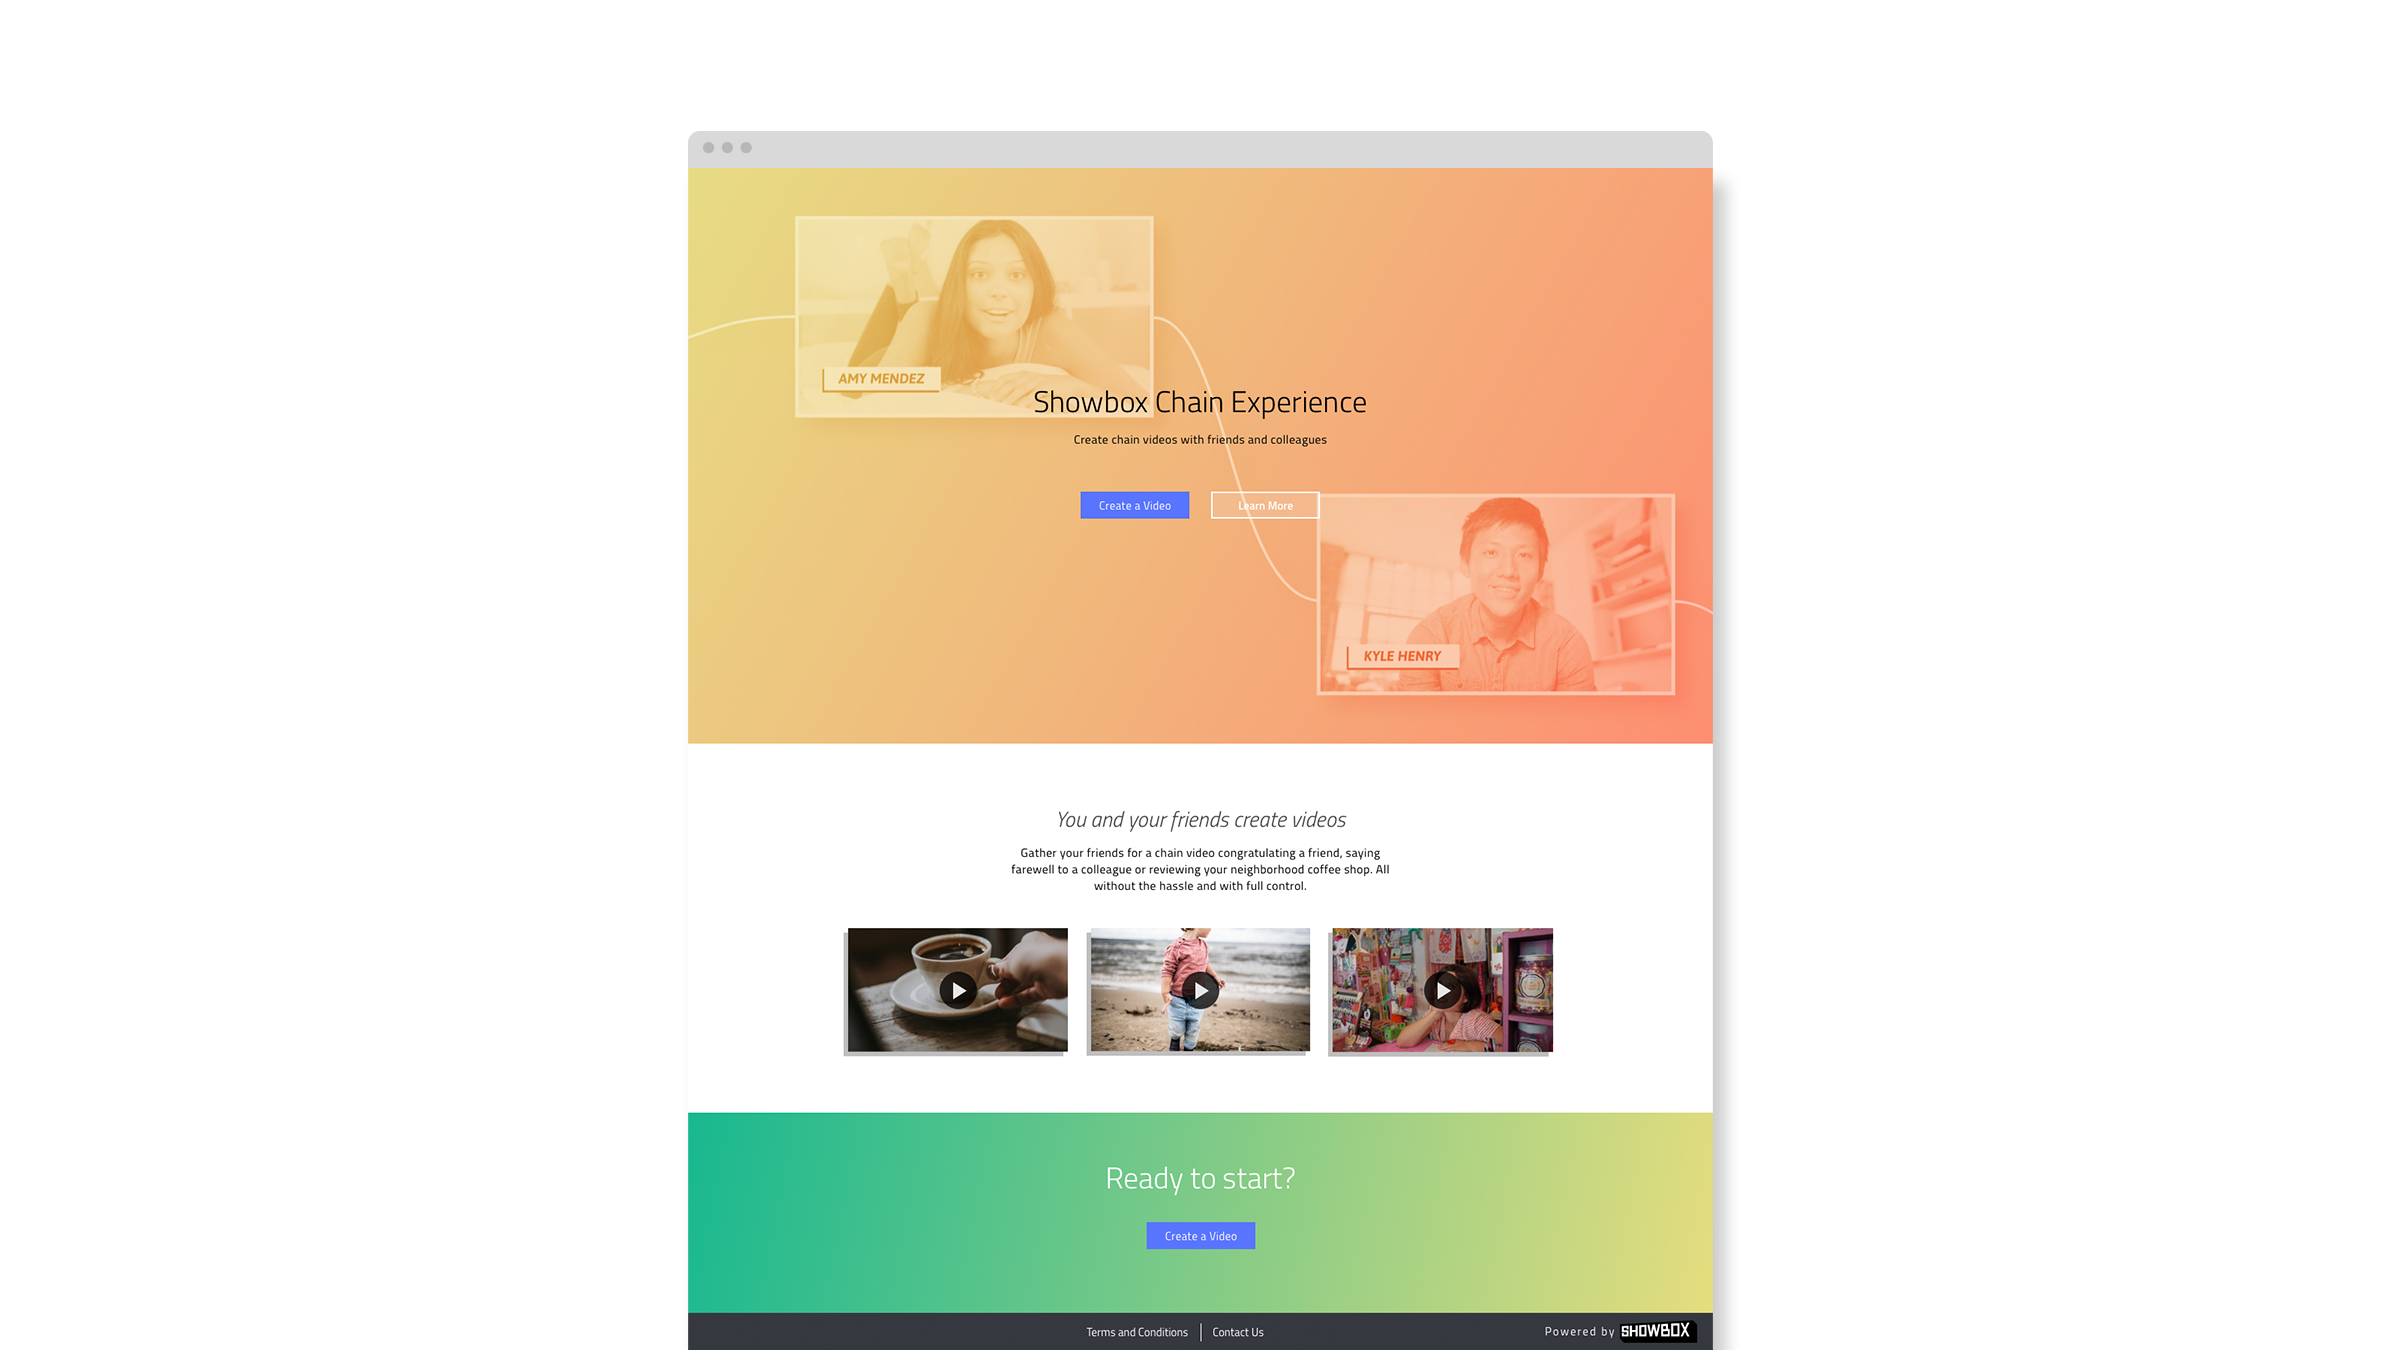 AMY MENDEZ
Showbox Chain Experience
Create chain videos with friends and colleagues
Create a Video
Learn More
KYLE HENRY
You and your friends create videos
Gather your friends for a chain video congratulating a friend, saying
farewell to a colleague or reviewing your neighborhood coffee shop. All
without the hassle and with full control.
Ready to start?
Create a Video
Terms and Conditions
Contact Us
Powered by SHOWBOX